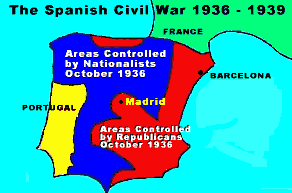 The Spanish Civil War 1936 - 1939
FRANCE
Areas Controlled
by Nationalists
October 1936
BARCELONA
PORTUGAL
Madrid
Areas Controlled
by Republicans
October 1936